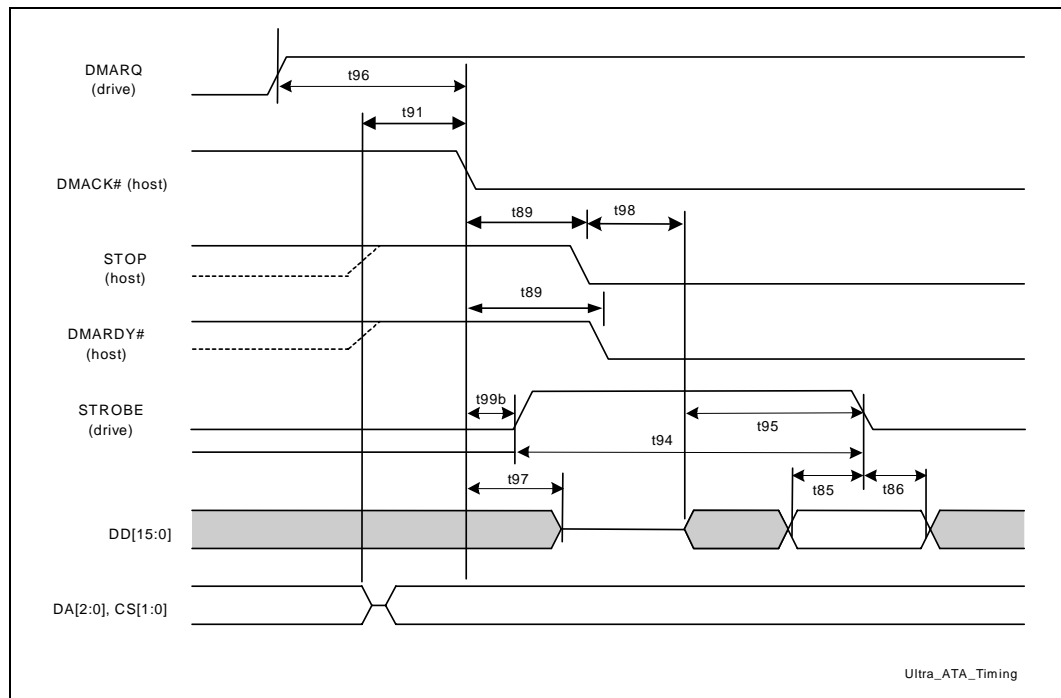 DMARQ
(drive)
t96
t91
DMACK# (host)
t89
t98
STOP
(host)
t89
DMARDY#
(host)
t99b
STROBE
(drive)
t95
t94
t97
t85
t86
DD[15:0]
DA[2:0], CS[1:0]
Ultra_ATA_Timing